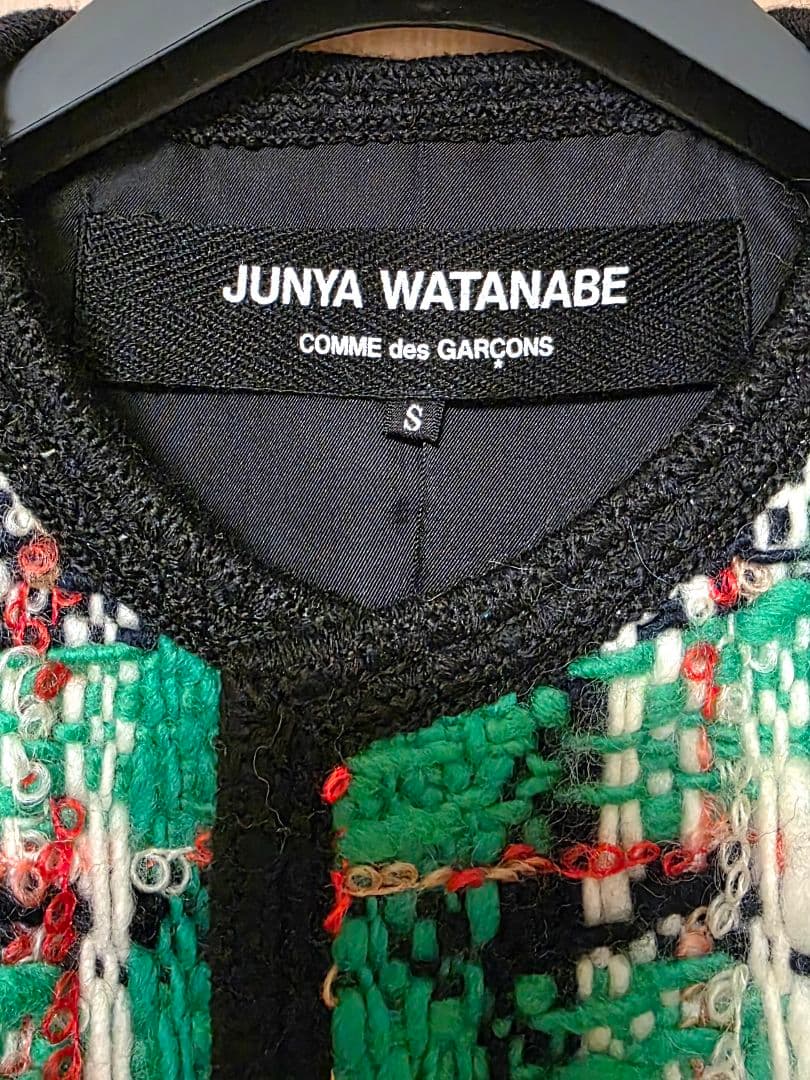 JUNYA WATANABE
COMME des GARÇONS
*
S